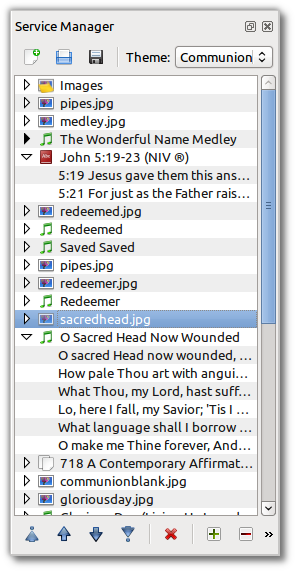 Service Manager
Theme: Communion
Images
pipes.jpg
medley.jpg
The Wonderful Name Medley
John 5:19-23 (NIV ®)
5:19 Jesus gave them this ans...
5:21 For just as the Father rais...
redeemed.jpg
Redeemed
Saved Saved
pipes.jpg
redeemer.jpg
Redeemer
sacredhead.jpg
O Sacred Head Now Wounded
O sacred Head now wounded, ...
How pale Thou art with angui...
What Thou, my Lord, hast suff...
Lo, here I fall, my Savior; 'Tis I ...
What language shall I borrow ...
O make me Thine forever, And...
718 A Contemporary Affirmat...
communionblank.jpg
gloriousday.jpg